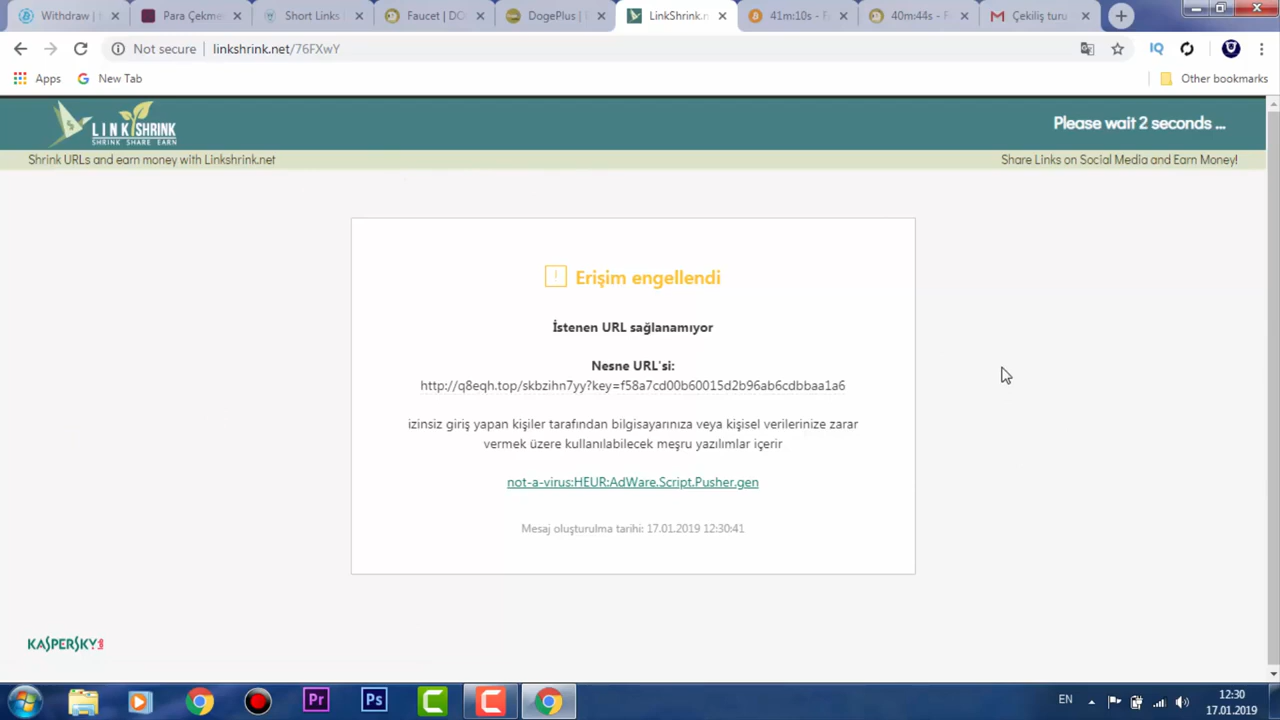 Withdraw |
Para Çekme
Short Links
Faucet | DO
DogePlus |
LinkShrink.n
41m:10s - F
40m:44s - F
Çekiliş turu
Not secure
linkshrink.net/76FXwY
IQ
Apps
New Tab
Other bookmarks
LINKSHRINK
SHRINK SHARE EARN
Please wait 2 seconds ...
Shrink URLs and earn money with Linkshrink.net
Share Links on Social Media and Earn Money!
Erişim engellendi
İstenen URL sağlanamıyor
Nesne URL'si:
http://q8eqh.top/skbzihn7yy?key=f58a7cd00b60015d2b96ab6cdbbaa1a6
izinsiz giriş yapan kişiler tarafından bilgisayarınıza veya kişisel verilerinize zarar
vermek üzere kullanılabilecek meşru yazılımlar içerir
not-a-virus:HEUR:AdWare.Script.Pusher.gen
Mesaj oluşturulma tarihi: 17.01.2019 12:30:41
KASPERSKY
Pr
Ps
EN
12:30
17.01.2019